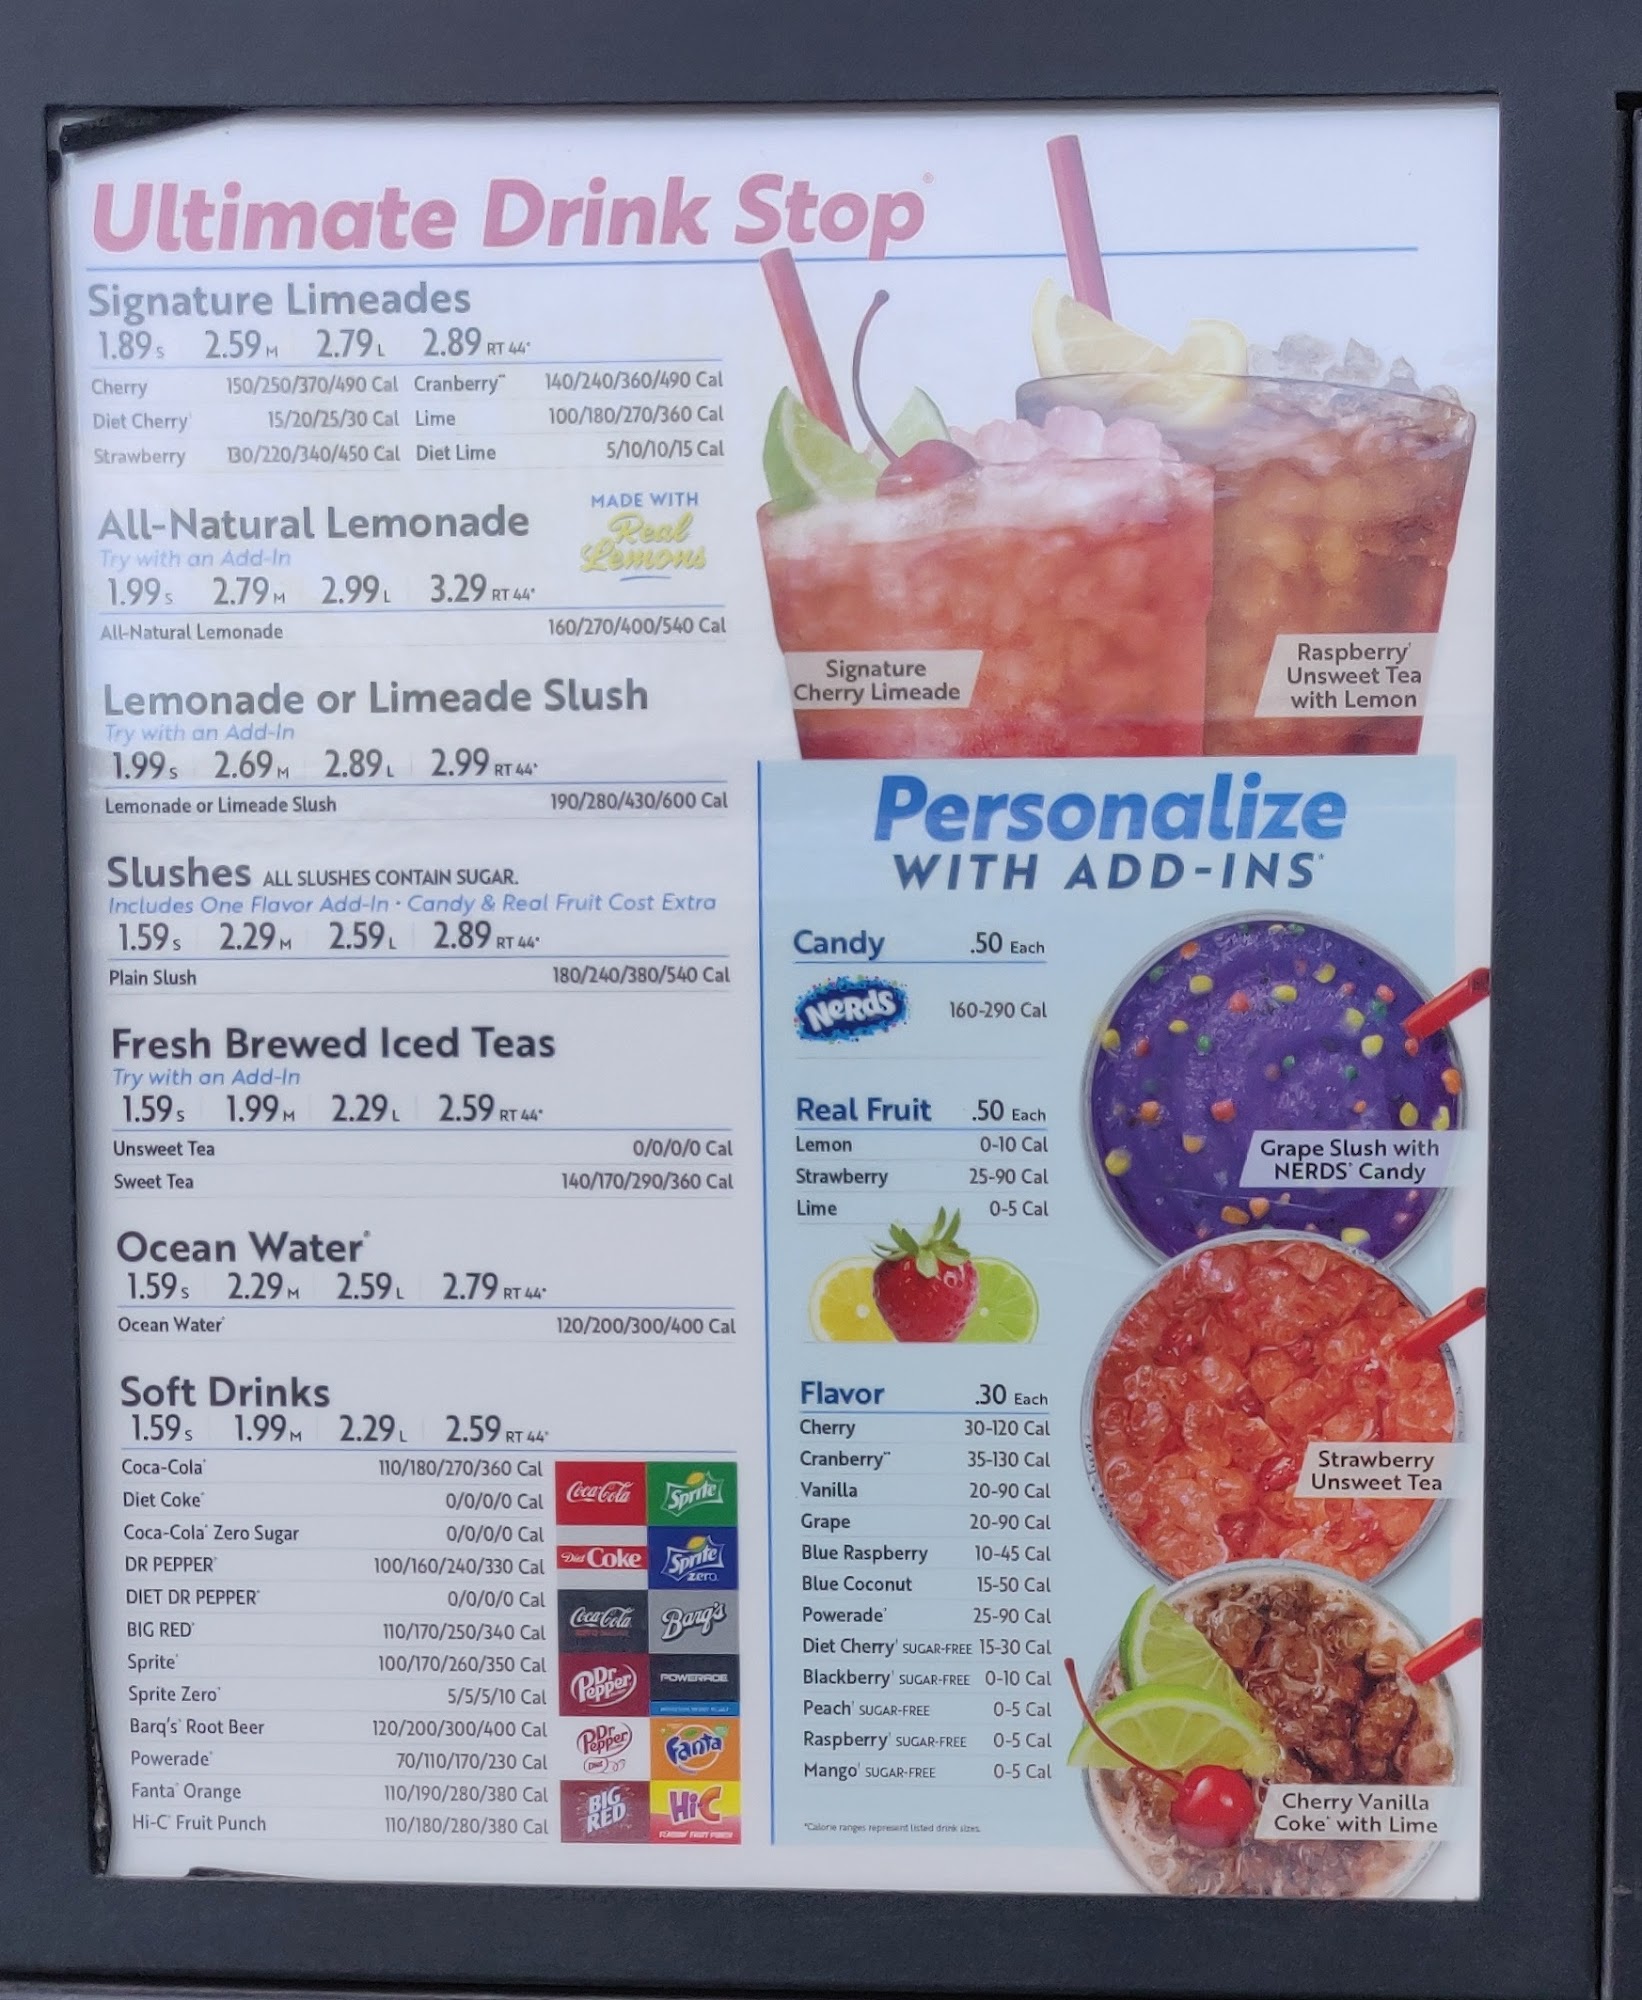 Ultimate Drink Stop®
Signature Limeades
1.89 S 2.59 M 2.79 L 2.89 RT 44®
Cherry 150/250/370/490 Cal Cranberry™ 140/240/360/490 Cal
Diet Cherry 15/20/25/30 Cal Lime 100/180/270/360 Cal
Strawberry 130/220/340/450 Cal Diet Lime 5/10/10/15 Cal
All-Natural Lemonade
Try with an Add-In
MADE WITH
Real
Lemons
1.99 S 2.79 M 2.99 L 3.29 RT 44®
All-Natural Lemonade 160/270/400/540 Cal
Lemonade or Limeade Slush
Try with an Add-In
1.99 S 2.69 M 2.89 L 2.99 RT 44®
Lemonade or Limeade Slush 190/280/430/600 Cal
Slushes ALL SLUSHES CONTAIN SUGAR.
Includes One Flavor Add-In • Candy & Real Fruit Cost Extra
1.59 S 2.29 M 2.59 L 2.89 RT 44®
Plain Slush 180/240/380/540 Cal
Fresh Brewed Iced Teas
Try with an Add-In
1.59 S 1.99 M 2.29 L 2.59 RT 44®
Unsweet Tea 0/0/0/0 Cal
Sweet Tea 140/170/290/360 Cal
Ocean Water®
1.59 S 2.29 M 2.59 L 2.79 RT 44®
Ocean Water® 120/200/300/400 Cal
Soft Drinks
1.59 S 1.99 M 2.29 L 2.59 RT 44®
Coca-Cola® 110/180/270/360 Cal
Diet Coke® 0/0/0/0 Cal
Coca-Cola® Zero Sugar 0/0/0/0 Cal
DR PEPPER® 100/160/240/330 Cal
DIET DR PEPPER® 0/0/0/0 Cal
BIG RED® 110/170/250/340 Cal
Sprite® 100/170/260/350 Cal
Sprite Zero® 5/5/5/10 Cal
Barq's® Root Beer 120/200/300/400 Cal
Powerade® 70/110/170/230 Cal
Fanta® Orange 110/190/280/380 Cal
Hi-C® Fruit Punch 110/180/280/380 Cal
Coca-Cola Sprite
Diet Coke Sprite zero
Coca-Cola Barq's
Dr Pepper POWERADE
Dr Pepper Diet Fanta
BIG RED Hi-C
FLASHIN' FRUIT PUNCH
Signature
Cherry Limeade
Raspberry
Unsweet Tea
with Lemon
Personalize
WITH ADD-INS*
Candy .50 Each
NERDS 160-290 Cal
Real Fruit .50 Each
Lemon 0-10 Cal
Strawberry 25-90 Cal
Lime 0-5 Cal
Flavor .30 Each
Cherry 30-120 Cal
Cranberry™ 35-130 Cal
Vanilla 20-90 Cal
Grape 20-90 Cal
Blue Raspberry 10-45 Cal
Blue Coconut 15-50 Cal
Powerade® 25-90 Cal
Diet Cherry SUGAR-FREE 15-30 Cal
Blackberry SUGAR-FREE 0-10 Cal
Peach SUGAR-FREE 0-5 Cal
Raspberry SUGAR-FREE 0-5 Cal
Mango SUGAR-FREE 0-5 Cal
*Calorie ranges represent listed drink sizes.
Grape Slush with
NERDS® Candy
Strawberry
Unsweet Tea
Cherry Vanilla
Coke® with Lime